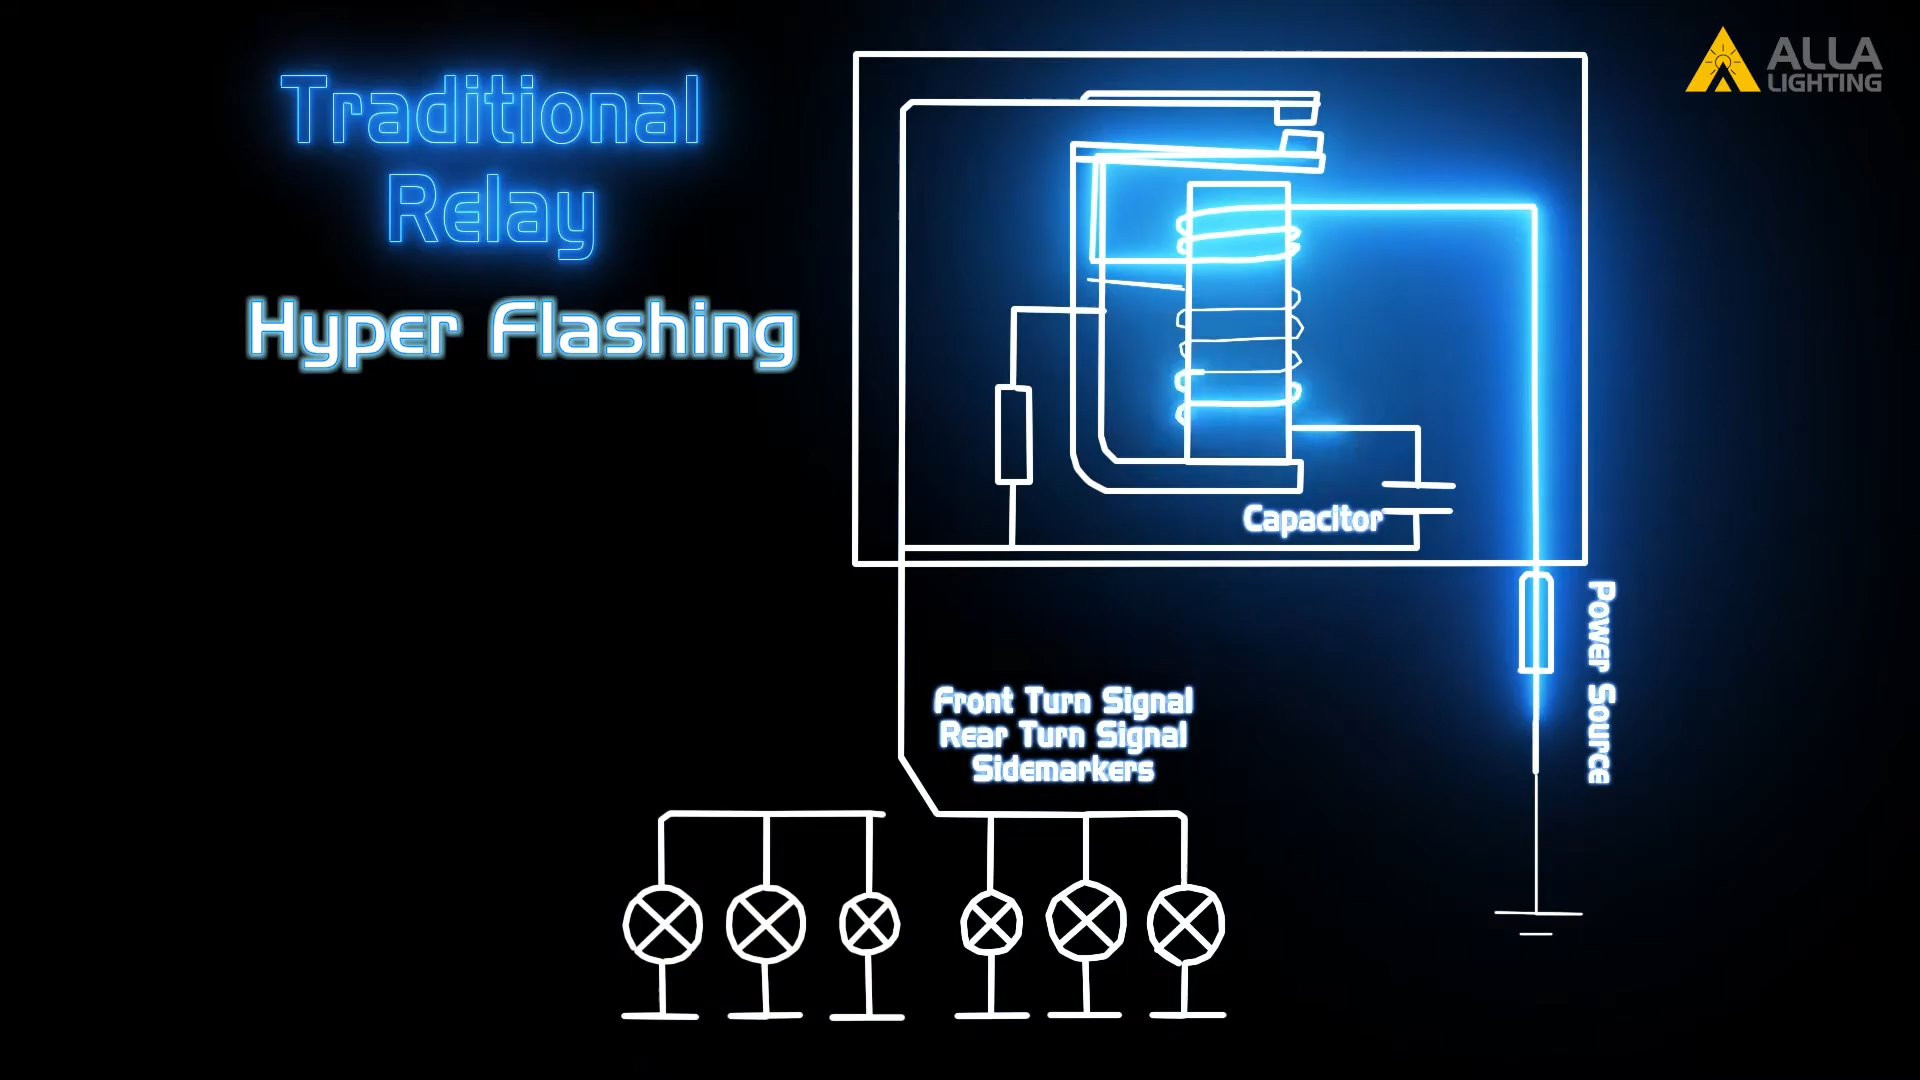 Traditional
Relay
Hyper Flashing
ALLA
LIGHTING
Capacitor
Power Source
Front Turn Signal
Rear Turn Signal
Sidemarkers